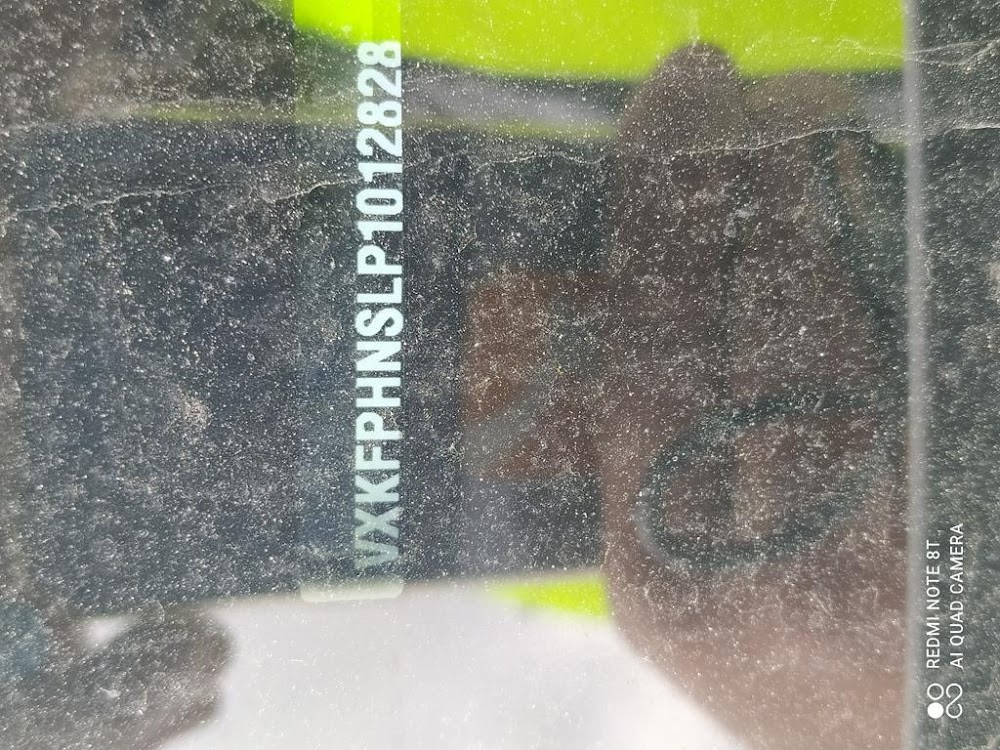 VXKFPHNSLP1012828
REDMI NOTE 8T
AI QUAD CAMERA